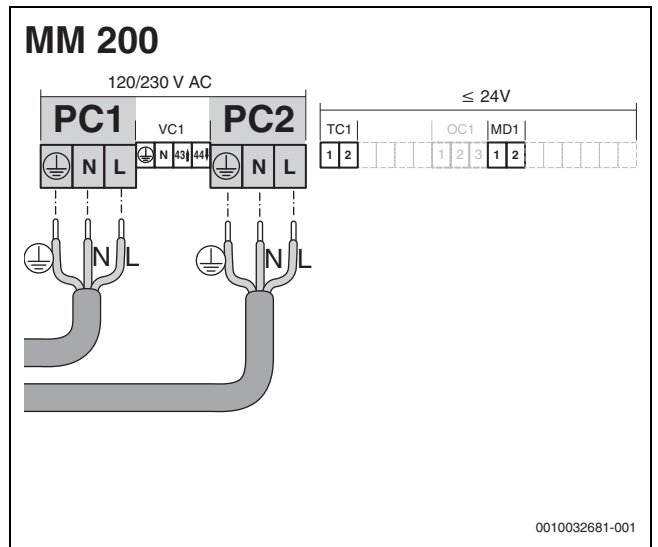 MM 200
120/230 V AC
≤ 24V
PC1 VC1 PC2 TC1 OC1 MD1
N L N 43 44 N L 1 2 1 2 3 1 2
N L N L
0010032681-001